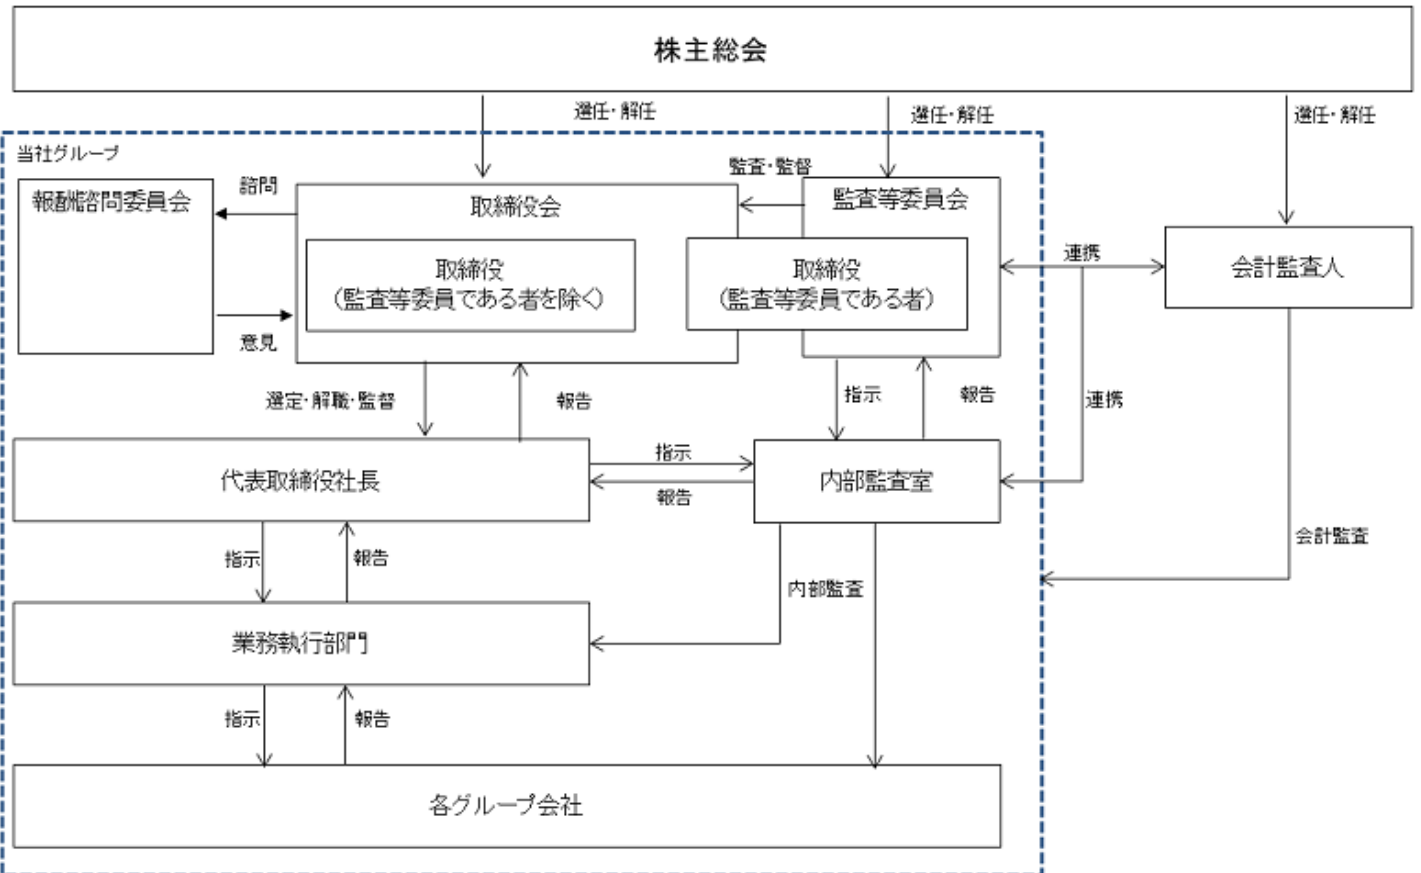 株主総会
選任・解任
選任・解任
選任・解任
当社グループ
監査・監督
報酬諮問委員会
諮問
取締役会
監査等委員会
取締役
（監査等委員である者を除く）
取締役
（監査等委員である者）
連携
会計監査人
意見
選定・解職・監督
報告
指示
報告
連携
代表取締役社長
指示
報告
内部監査室
指示
報告
内部監査
会計監査
業務執行部門
指示
報告
各グループ会社